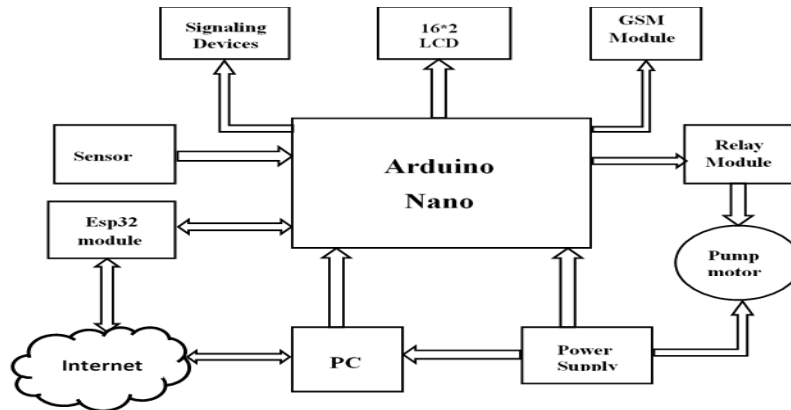 Signaling
Devices
16*2
LCD
GSM
Module
Sensor
Arduino
Nano
Relay
Module
Esp32
module
Pump
motor
Internet
PC
Power
Supply